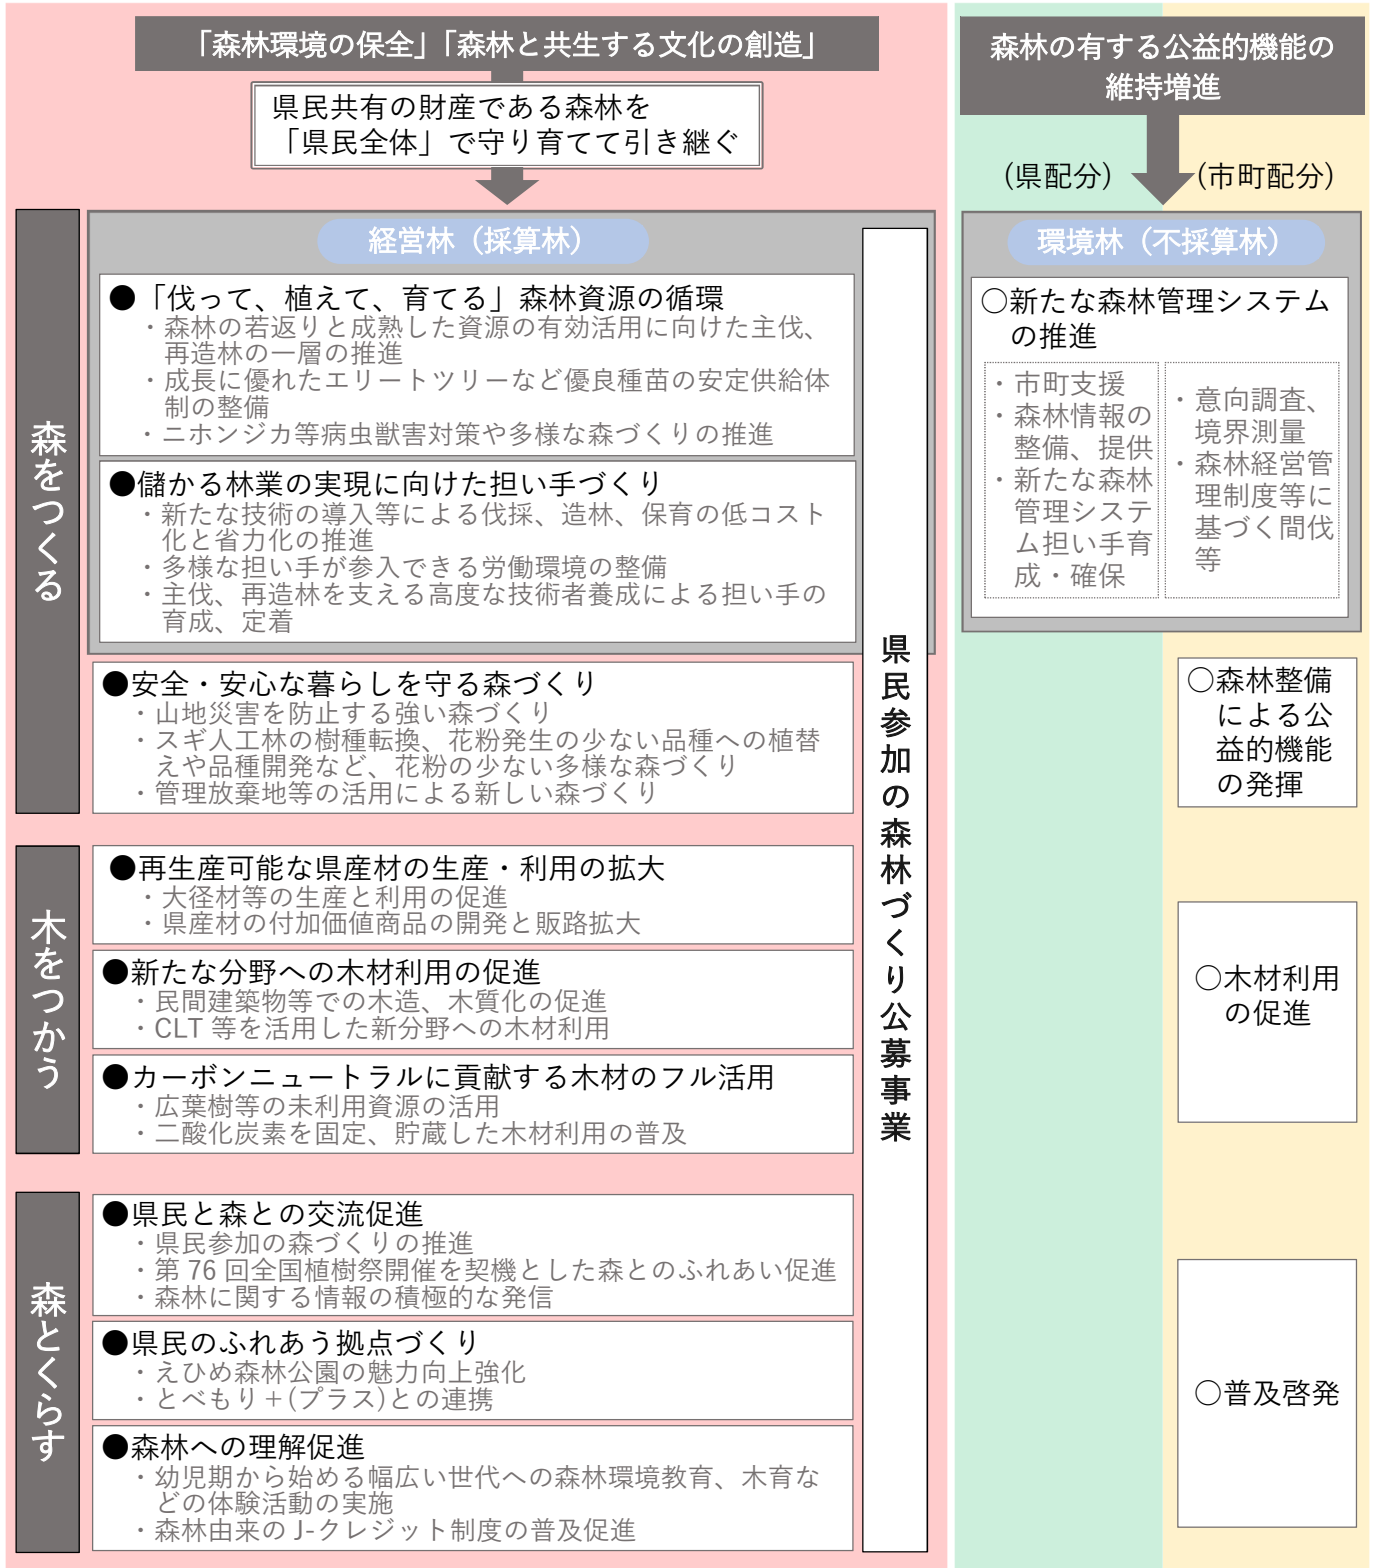 「森林環境の保全」「森林と共生する文化の創造」
県民共有の財産である森林を
「県民全体」で守り育てて引き継ぐ
森林の有する公益的機能の
維持増進
(県配分)
(市町配分)
森をつくる
経営林（採算林）
●「伐って、植えて、育てる」森林資源の循環
・森林の若返りと成熟した資源の有効活用に向けた主伐、
再造林の一層の推進
・成長に優れたエリートツリーなど優良種苗の安定供給体
制の整備
・ニホンジカ等病虫獣害対策や多様な森づくりの推進
●儲かる林業の実現に向けた担い手づくり
・新たな技術の導入等による伐採、造林、保育の低コスト
化と省力化の推進
・多様な担い手が参入できる労働環境の整備
・主伐、再造林を支える高度な技術者養成による担い手の
育成、定着
●安全・安心な暮らしを守る森づくり
・山地災害を防止する強い森づくり
・スギ人工林の樹種転換、花粉発生の少ない品種への植替
えや品種開発など、花粉の少ない多様な森づくり
・管理放棄地等の活用による新しい森づくり
木をつかう
●再生産可能な県産材の生産・利用の拡大
・大径材等の生産と利用の促進
・県産材の付加価値商品の開発と販路拡大
●新たな分野への木材利用の促進
・民間建築物等での木造、木質化の促進
・CLT 等を活用した新分野への木材利用
●カーボンニュートラルに貢献する木材のフル活用
・広葉樹等の未利用資源の活用
・二酸化炭素を固定、貯蔵した木材利用の普及
森とくらす
●県民と森との交流促進
・県民参加の森づくりの推進
・第 76 回全国植樹祭開催を契機とした森とのふれあい促進
・森林に関する情報の積極的な発信
●県民のふれあう拠点づくり
・えひめ森林公園の魅力向上強化
・とべもり＋(プラス)との連携
●森林への理解促進
・幼児期から始める幅広い世代への森林環境教育、木育な
どの体験活動の実施
・森林由来の J-クレジット制度の普及促進
県民参加の森林づくり公募事業
環境林（不採算林）
○新たな森林管理システム
の推進
・市町支援
・森林情報の
整備、提供
・新たな森林
管理システ
ム担い手育
成・確保
・意向調査、
境界測量
・森林経営管
理制度等に
基づく間伐
等
○森林整備
による公
益的機能
の発揮
○木材利用
の促進
○普及啓発